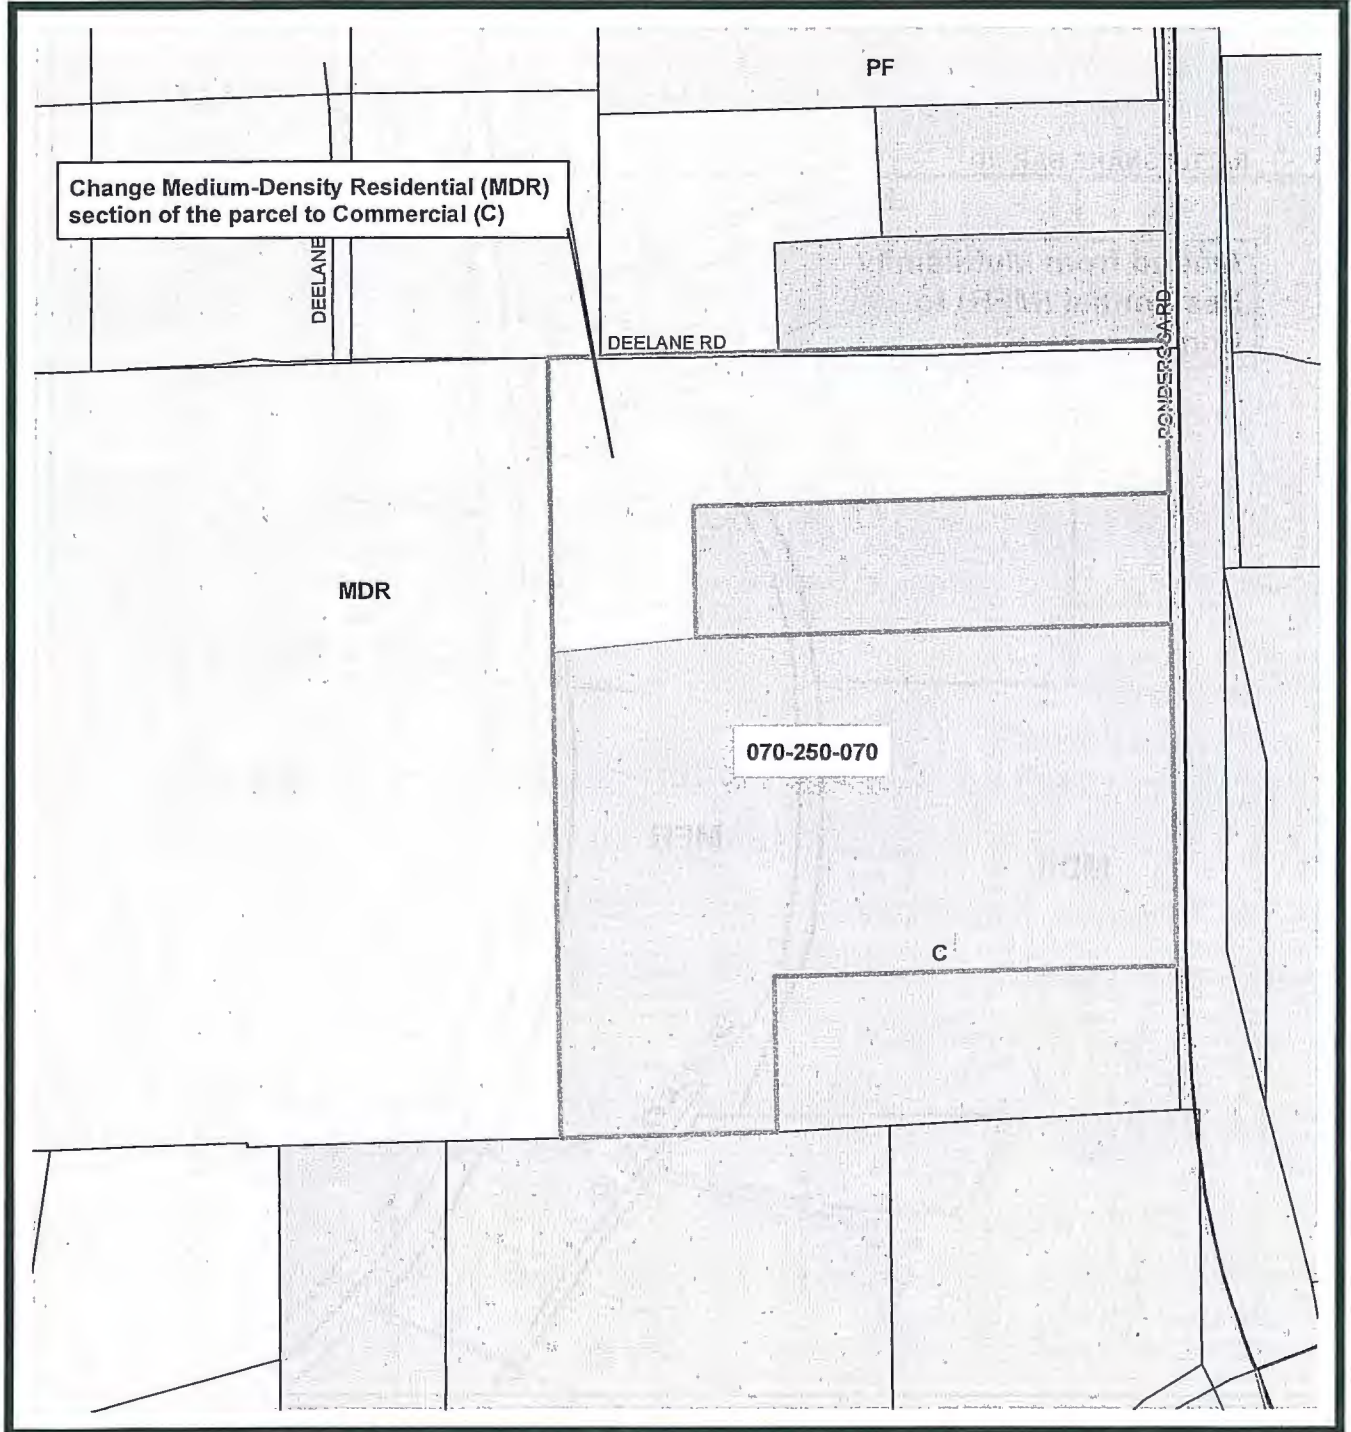 PF
Change Medium-Density Residential (MDR)
section of the parcel to Commercial (C)
DEELANE
DEELANE RD
PONDEROSA RD
MDR
070-250-070
C